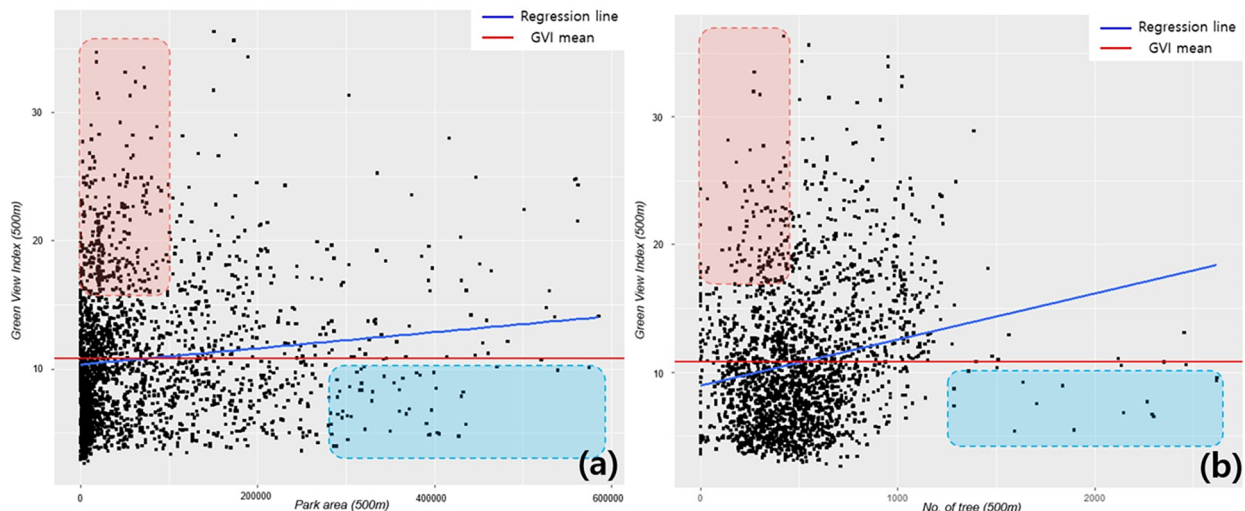 Regression line
GVI mean
30
20
10
Green View Index (500m)
0
200000
400000
600000
Park area (500m)
(a)
Regression line
GVI mean
30
20
10
Green View Index (500m)
0
1000
2000
No. of tree (500m)
(b)